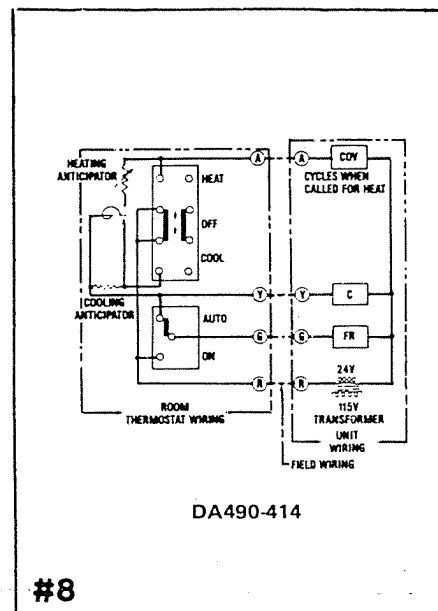 HEATING
ANTICIPATOR
HEAT
OFF
COOL
COOLING
ANTICIPATOR
AUTO
ON
ROOM
THERMOSTAT WIRING
A
A
COV
CYCLES WHEN
CALLED FOR HEAT
Y
Y
C
G
G
FR
R
R
24V
115V
TRANSFORMER
UNIT
WIRING
FIELD WIRING
DA490-414
#8